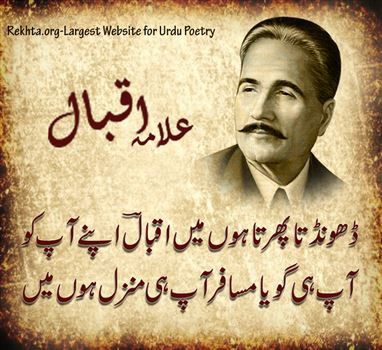 Rekhta.org-Largest Website for Urdu Poetry
علامہ اقبال
ڈھونڈتا پھرتا ہوں میں اقبالؔ اپنے آپ کو
آپ ہی گویا مسافر آپ ہی منزل ہوں میں